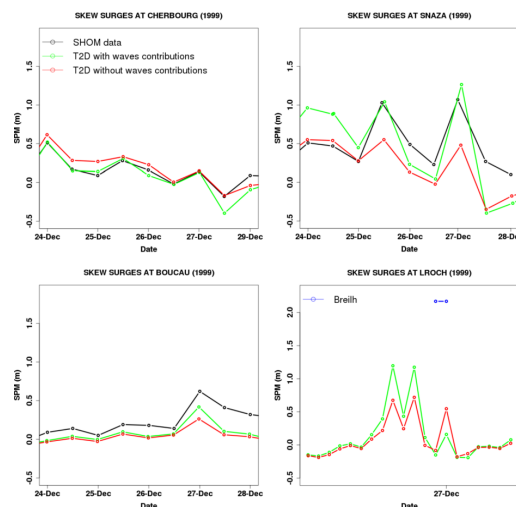 SKEW SURGES AT CHERBOURG (1999)
SPM (m)
1.5
1.0
0.5
0.0
-0.5
SHOM data
T2D with waves contributions
T2D without waves contributions
24-Dec 25-Dec 26-Dec 27-Dec 29-Dec
Date
SKEW SURGES AT SNAZA (1999)
SPM (m)
1.5
1.0
0.5
0.0
-0.5
24-Dec 25-Dec 26-Dec 27-Dec 28-Dec
Date
SKEW SURGES AT BOUCAU (1999)
SPM (m)
1.5
1.0
0.5
0.0
-0.5
24-Dec 25-Dec 26-Dec 27-Dec 28-Dec
Date
SKEW SURGES AT LROCH (1999)
SPM (m)
2.0
1.5
1.0
0.5
0.0
-0.5
Breilh
27-Dec
Date